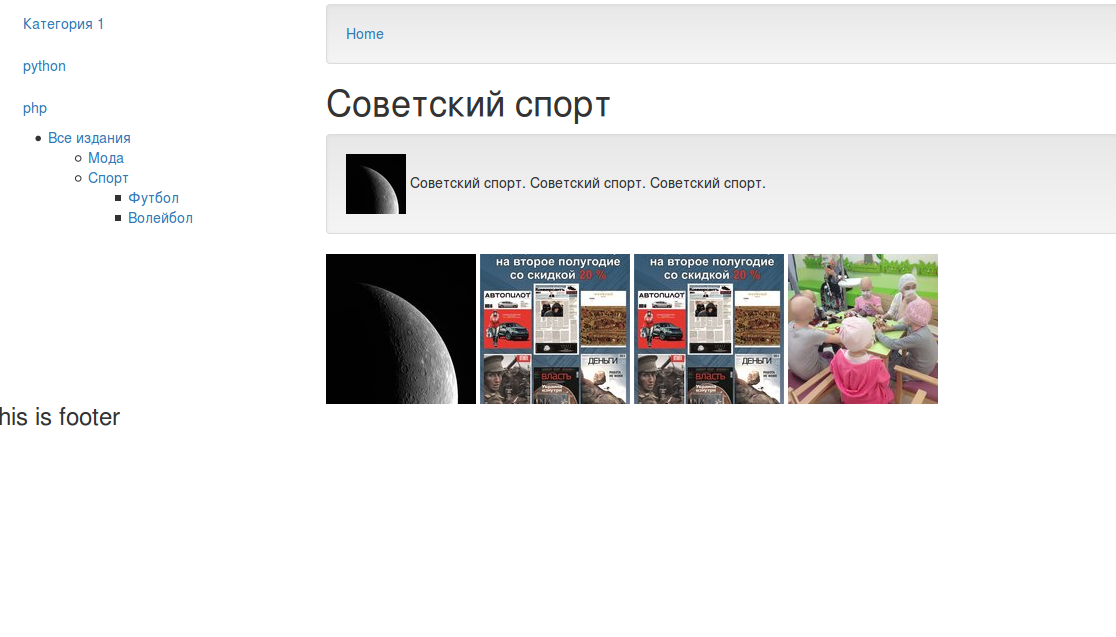 Категория 1
python
php
Все издания
Мода
Спорт
Футбол
Волейбол
Home
Советский спорт
Советский спорт. Советский спорт. Советский спорт.
на второе полугодие
со скидкой 20 %
АВТОПИЛОТ
ДЕНЬГИ
власть
на второе полугодие
со скидкой 20 %
АВТОПИЛОТ
ДЕНЬГИ
власть
his is footer